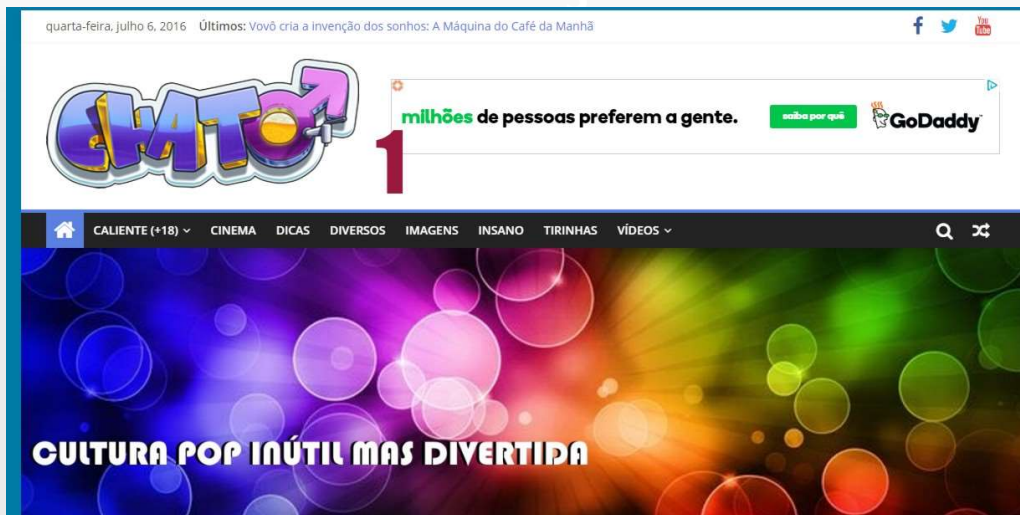 quarta-feira, julho 6, 2016 Últimos: Vovô cria a invenção dos sonhos: A Máquina do Café da Manhã
You Tube
CHATO
milhões de pessoas preferem a gente. saiba por quê GoDaddy
1
CALIENTE (+18) CINEMA DICAS DIVERSOS IMAGENS INSANO TIRINHAS VÍDEOS
CULTURA POP INÚTIL MAS DIVERTIDA